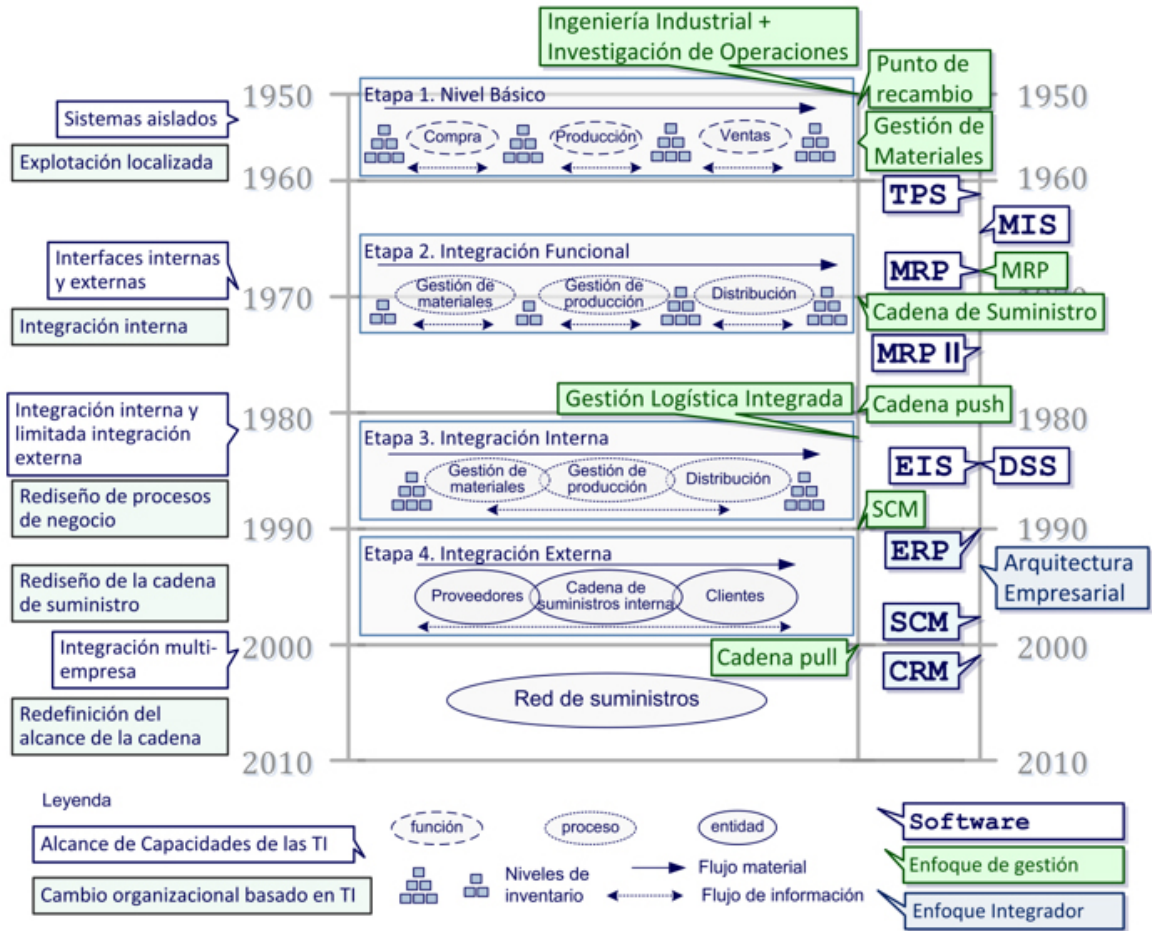 Ingeniería Industrial +
Investigación de Operaciones
1950
Etapa 1. Nivel Básico
Punto de
recambio
1950
Sistemas aislados
Compra
Producción
Ventas
Gestión de
Materiales
Explotación localizada
1960
1960
TPS
MIS
Interfaces internas
y externas
Etapa 2. Integración Funcional
MRP
MRP
Gestión de
materiales
Gestión de
producción
Distribución
1970
Cadena de Suministro
Integración interna
MRP II
Gestión Logística Integrada
Cadena push
1980
1980
Integración interna y
limitada integración
externa
Etapa 3. Integración Interna
Gestión de
materiales
Gestión de
producción
Distribución
EIS
DSS
Rediseño de procesos
de negocio
SCM
1990
1990
Etapa 4. Integración Externa
ERP
Arquitectura
Empresarial
Rediseño de la cadena
de suministro
Proveedores
Cadena de
suministros interna
Clientes
SCM
Integración multi-
empresa
2000
2000
Cadena pull
CRM
Red de suministros
Redefinición del
alcance de la cadena
2010
2010
Leyenda
Alcance de Capacidades de las TI
función
proceso
entidad
Software
Cambio organizacional basado en TI
Niveles de
inventario
Flujo material
Flujo de información
Enfoque de gestión
Enfoque Integrador